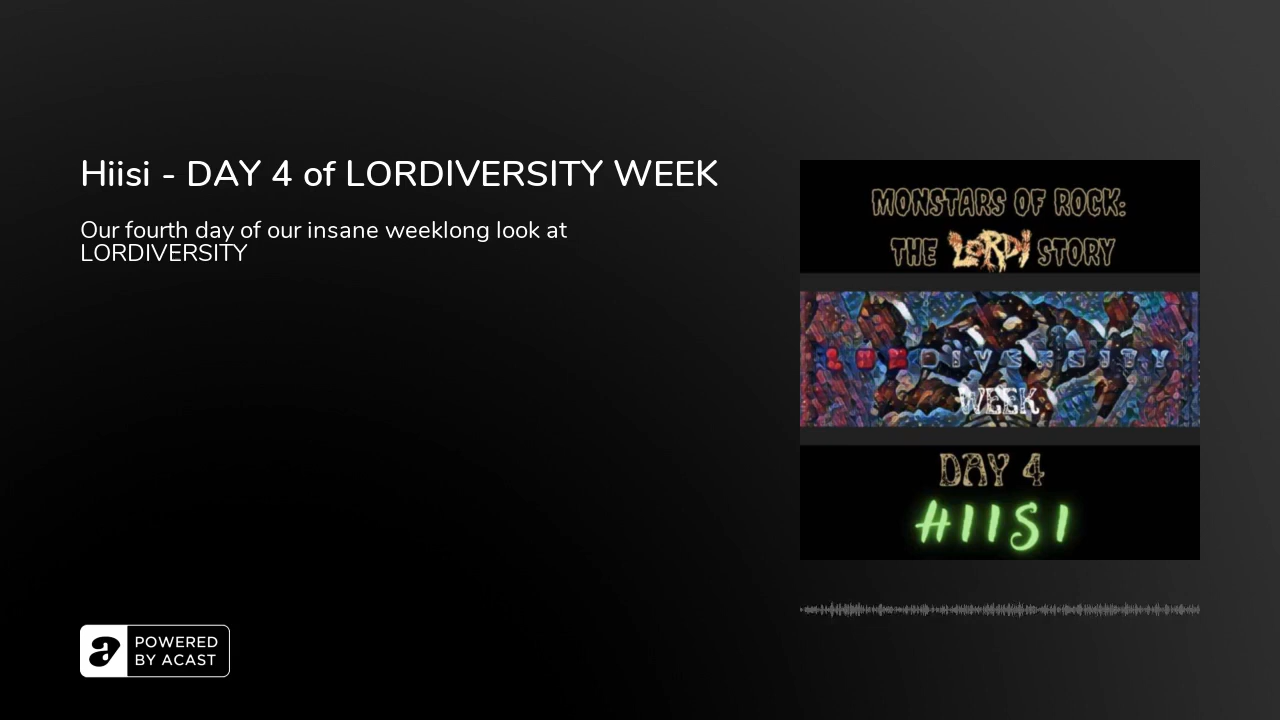 Hiisi - DAY 4 of LORDIVERSITY WEEK
Our fourth day of our insane weeklong look at
LORDIVERSITY
MONSTARS OF ROCK:
THE LORDI STORY
LORDIVERSITY
WEEK
DAY 4
HIISI
a
POWERED
BY ACAST